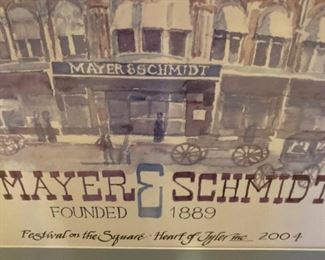 MAYER & SCHMIDT
MAYER & SCHMIDT
FOUNDED 1889
Festival on the Square · Heart of Tyler Inc 2004